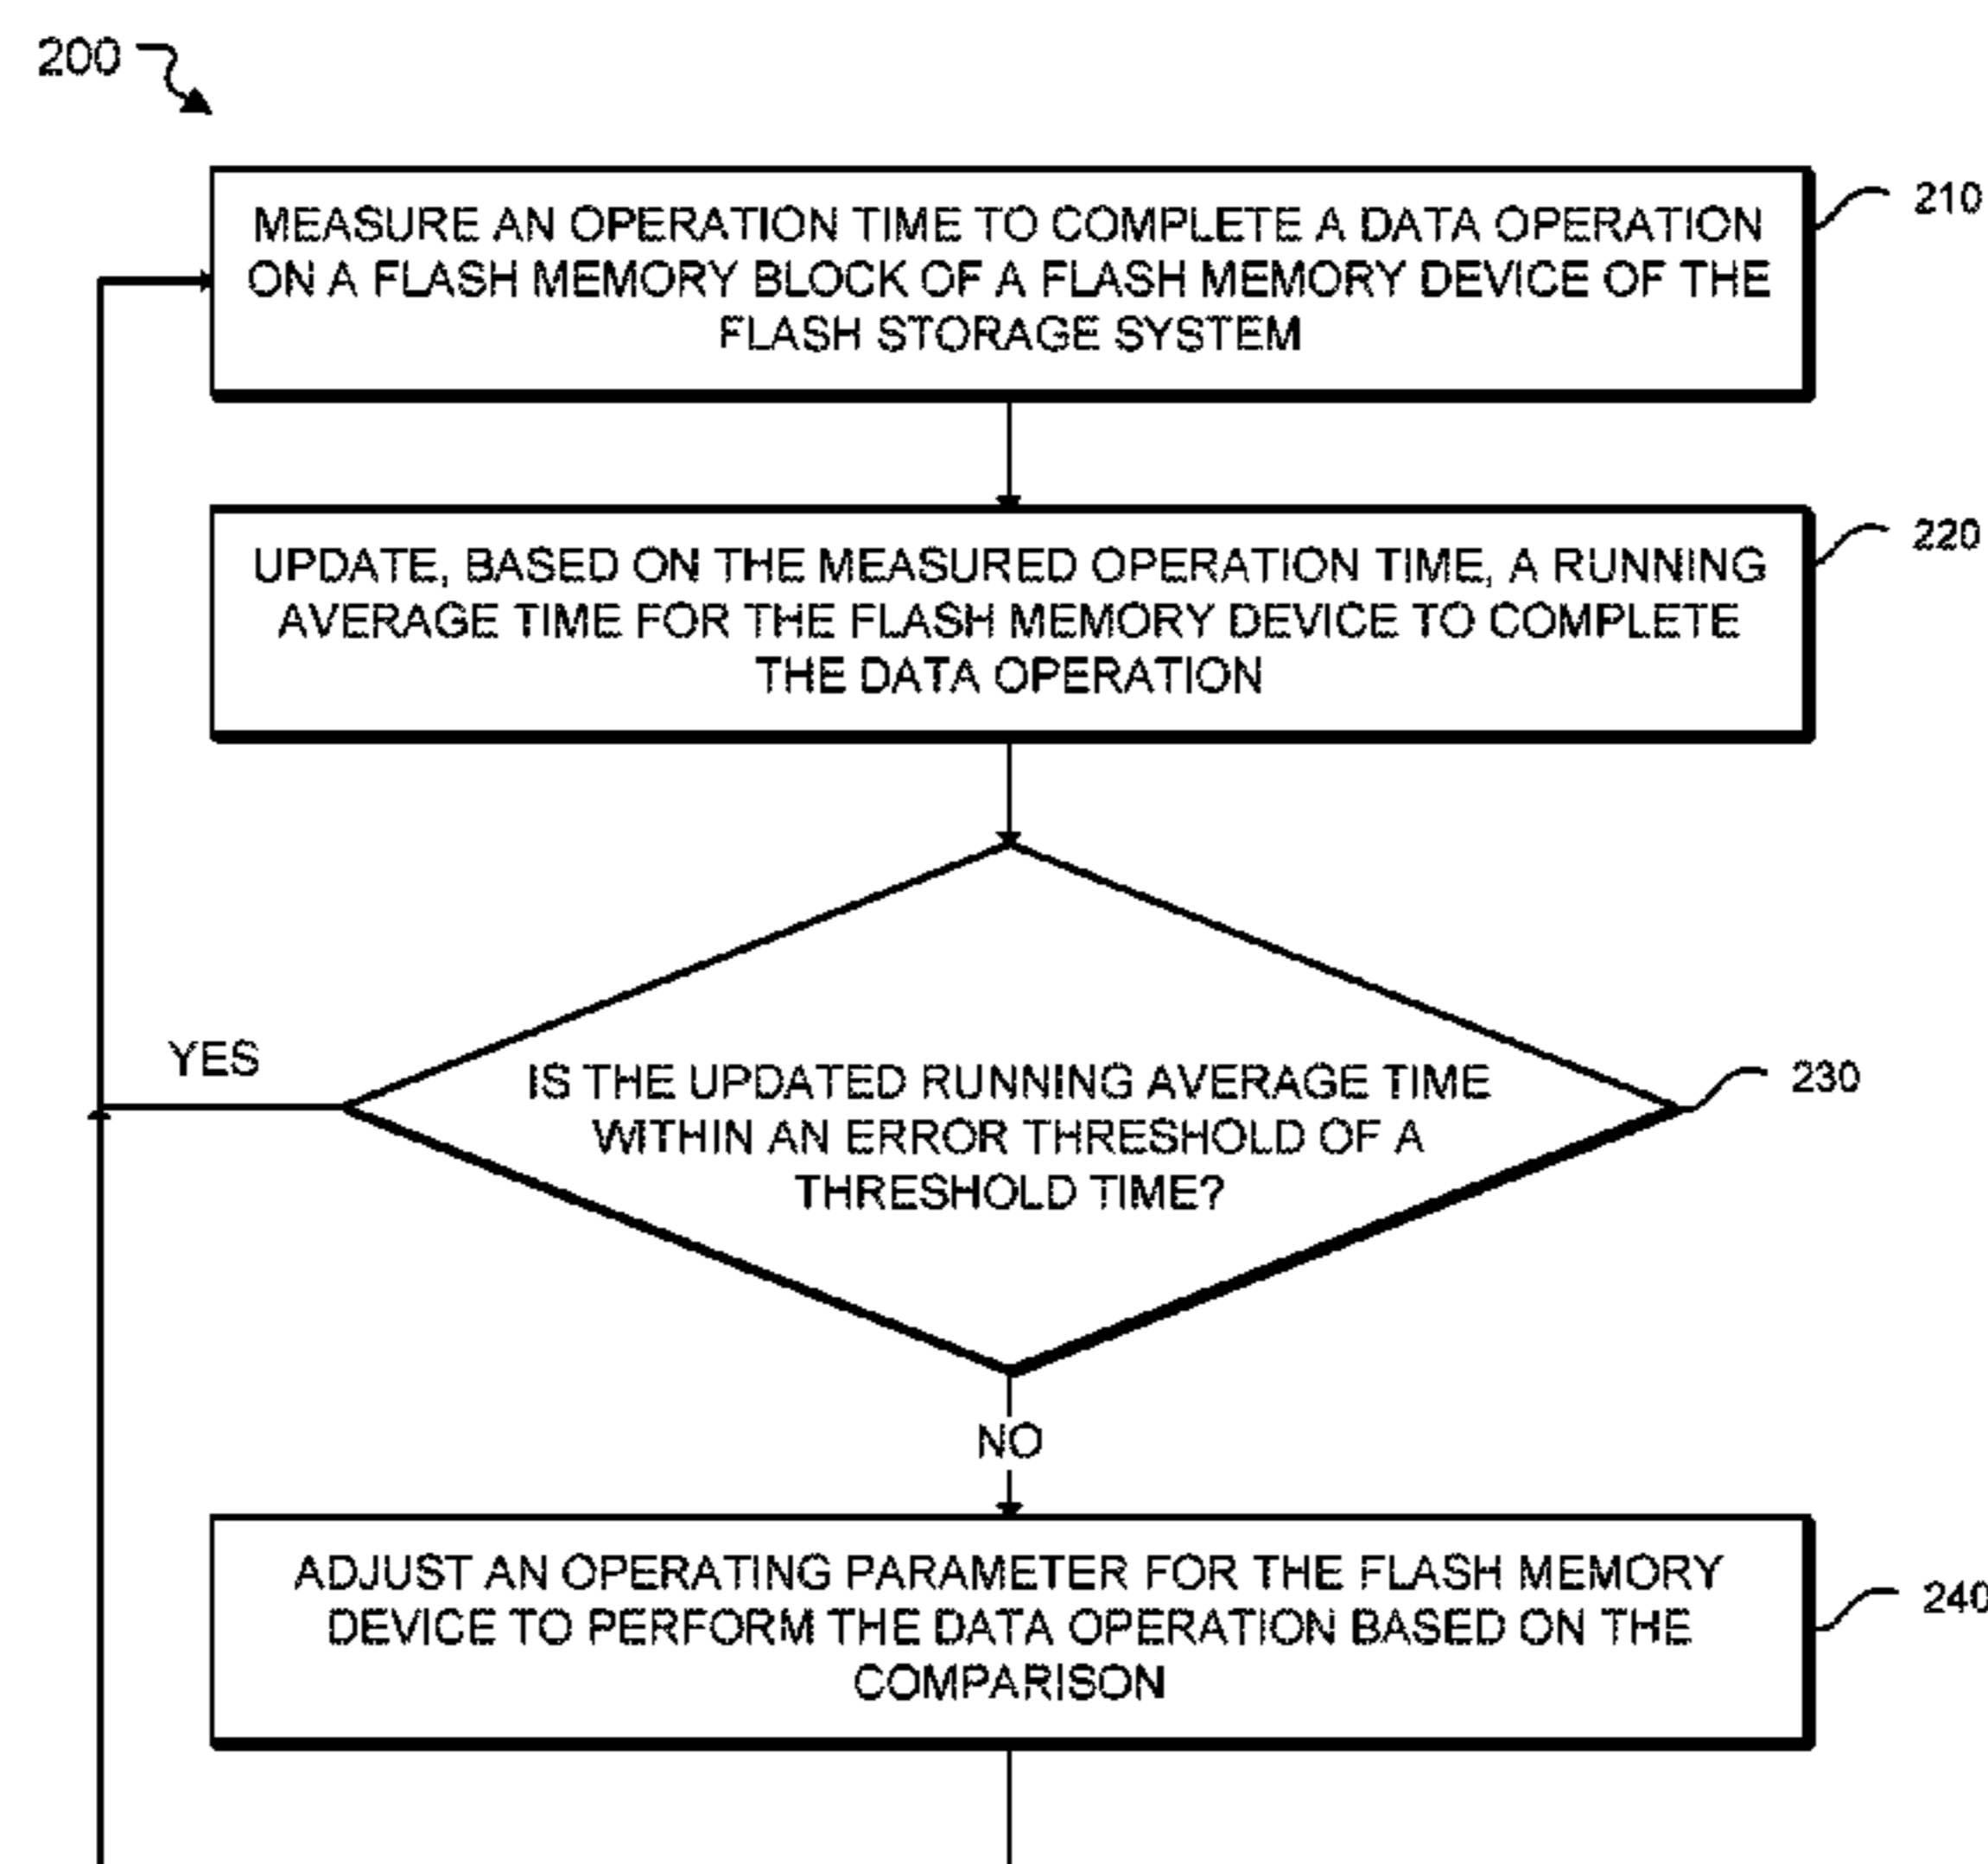 200
MEASURE AN OPERATION TIME TO COMPLETE A DATA OPERATION
ON A FLASH MEMORY BLOCK OF A FLASH MEMORY DEVICE OF THE
FLASH STORAGE SYSTEM
210
UPDATE, BASED ON THE MEASURED OPERATION TIME, A RUNNING
AVERAGE TIME FOR THE FLASH MEMORY DEVICE TO COMPLETE
THE DATA OPERATION
220
YES
IS THE UPDATED RUNNING AVERAGE TIME
WITHIN AN ERROR THRESHOLD OF A
THRESHOLD TIME?
230
NO
ADJUST AN OPERATING PARAMETER FOR THE FLASH MEMORY
DEVICE TO PERFORM THE DATA OPERATION BASED ON THE
COMPARISON
240